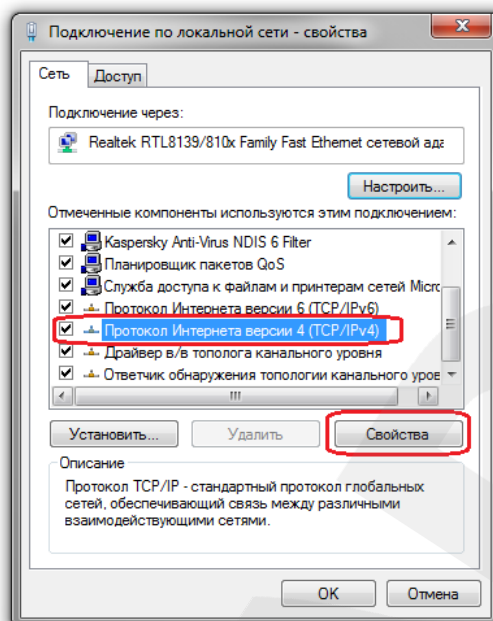 Подключение по локальной сети - свойства
Сеть
Доступ
Подключение через:
Realtek RTL8139/810x Family Fast Ethernet сетевой ада
Настроить...
Отмеченные компоненты используются этим подключением:
Kaspersky Anti-Virus NDIS 6 Filter
Планировщик пакетов QoS
Служба доступа к файлам и принтерам сетей Micro
Протокол Интернета версии 6 (TCP/IPv6)
Протокол Интернета версии 4 (TCP/IPv4)
Драйвер в/в тополога канального уровня
Ответчик обнаружения топологии канального уров
Установить...
Удалить
Свойства
Описание
Протокол TCP/IP - стандартный протокол глобальных
сетей, обеспечивающий связь между различными
взаимодействующими сетями.
OK
Отмена